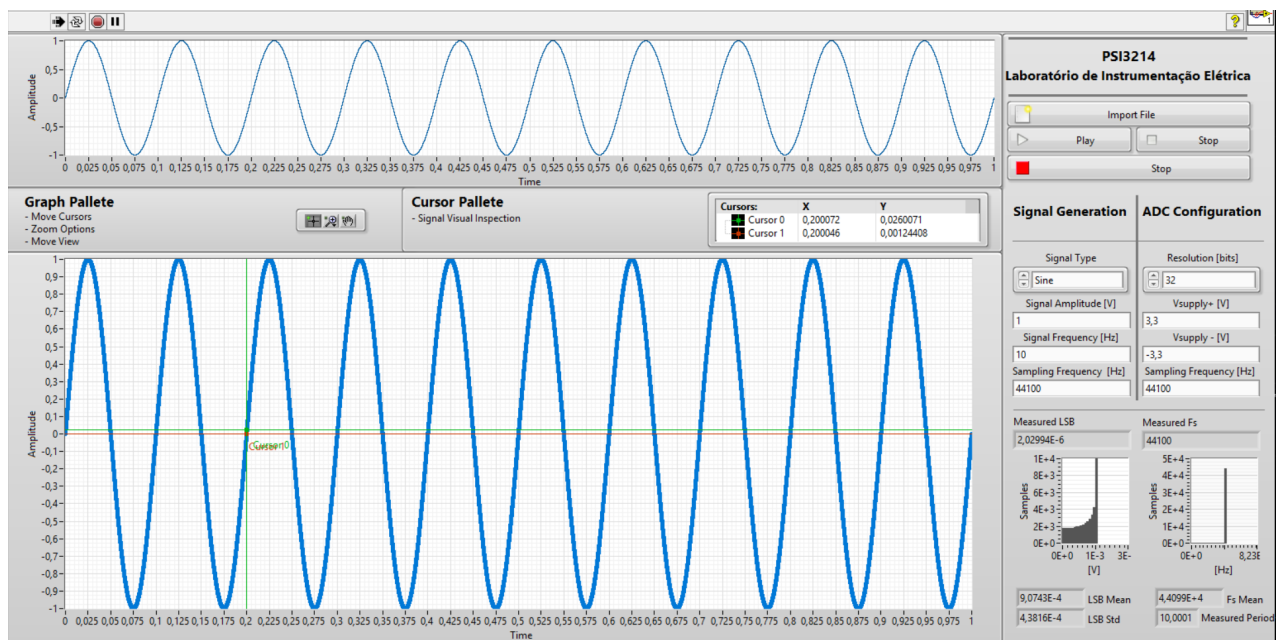 1
0,5
0
-0,5
-1
Amplitude
0 0,025 0,05 0,075 0,1 0,125 0,15 0,175 0,2 0,225 0,25 0,275 0,3 0,325 0,35 0,375 0,4 0,425 0,45 0,475 0,5 0,525 0,55 0,575 0,6 0,625 0,65 0,675 0,7 0,725 0,75 0,775 0,8 0,825 0,85 0,875 0,9 0,925 0,95 0,975 1
Time
Graph Pallete
- Move Cursors
- Zoom Options
- Move View
Cursor Pallete
- Signal Visual Inspection
Cursors: X Y
Cursor 0 0,200072 0,0260071
Cursor 1 0,200046 0,00124408
1
0,9
0,8
0,7
0,6
0,5
0,4
0,3
0,2
0,1
0
-0,1
-0,2
-0,3
-0,4
-0,5
-0,6
-0,7
-0,8
-0,9
-1
Amplitude
Cursor 0
0 0,025 0,05 0,075 0,1 0,125 0,15 0,175 0,2 0,225 0,25 0,275 0,3 0,325 0,35 0,375 0,4 0,425 0,45 0,475 0,5 0,525 0,55 0,575 0,6 0,625 0,65 0,675 0,7 0,725 0,75 0,775 0,8 0,825 0,85 0,875 0,9 0,925 0,95 0,975 1
Time
?
1
PSI3214
Laboratório de Instrumentação Elétrica
Import File
Play Stop
Stop
Signal Generation ADC Configuration
Signal Type Resolution [bits]
Sine 32
Signal Amplitude [V] Vsupply+ [V]
1 3,3
Signal Frequency [Hz] Vsupply - [V]
10 -3,3
Sampling Frequency [Hz] Sampling Frequency [Hz]
44100 44100
Measured LSB Measured Fs
2,02994E-6 44100
1E+4
8E+3
6E+3
4E+3
2E+3
0E+0
Samples
0E+0 1E-3 3E-
[V]
5E+4
4E+4
3E+4
2E+4
1E+4
0E+0
Samples
0E+0 8,23E
[Hz]
9,0743E-4 LSB Mean 4,4099E+4 Fs Mean
4,3816E-4 LSB Std 10,0001 Measured Period